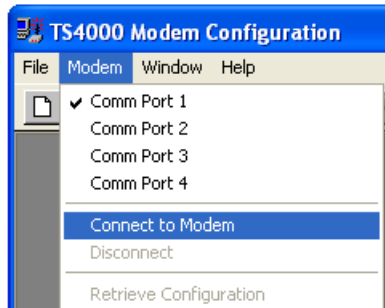 TS4000 Modem Configuration
File Modem Window Help
Comm Port 1
Comm Port 2
Comm Port 3
Comm Port 4
Connect to Modem
Disconnect
Retrieve Configuration